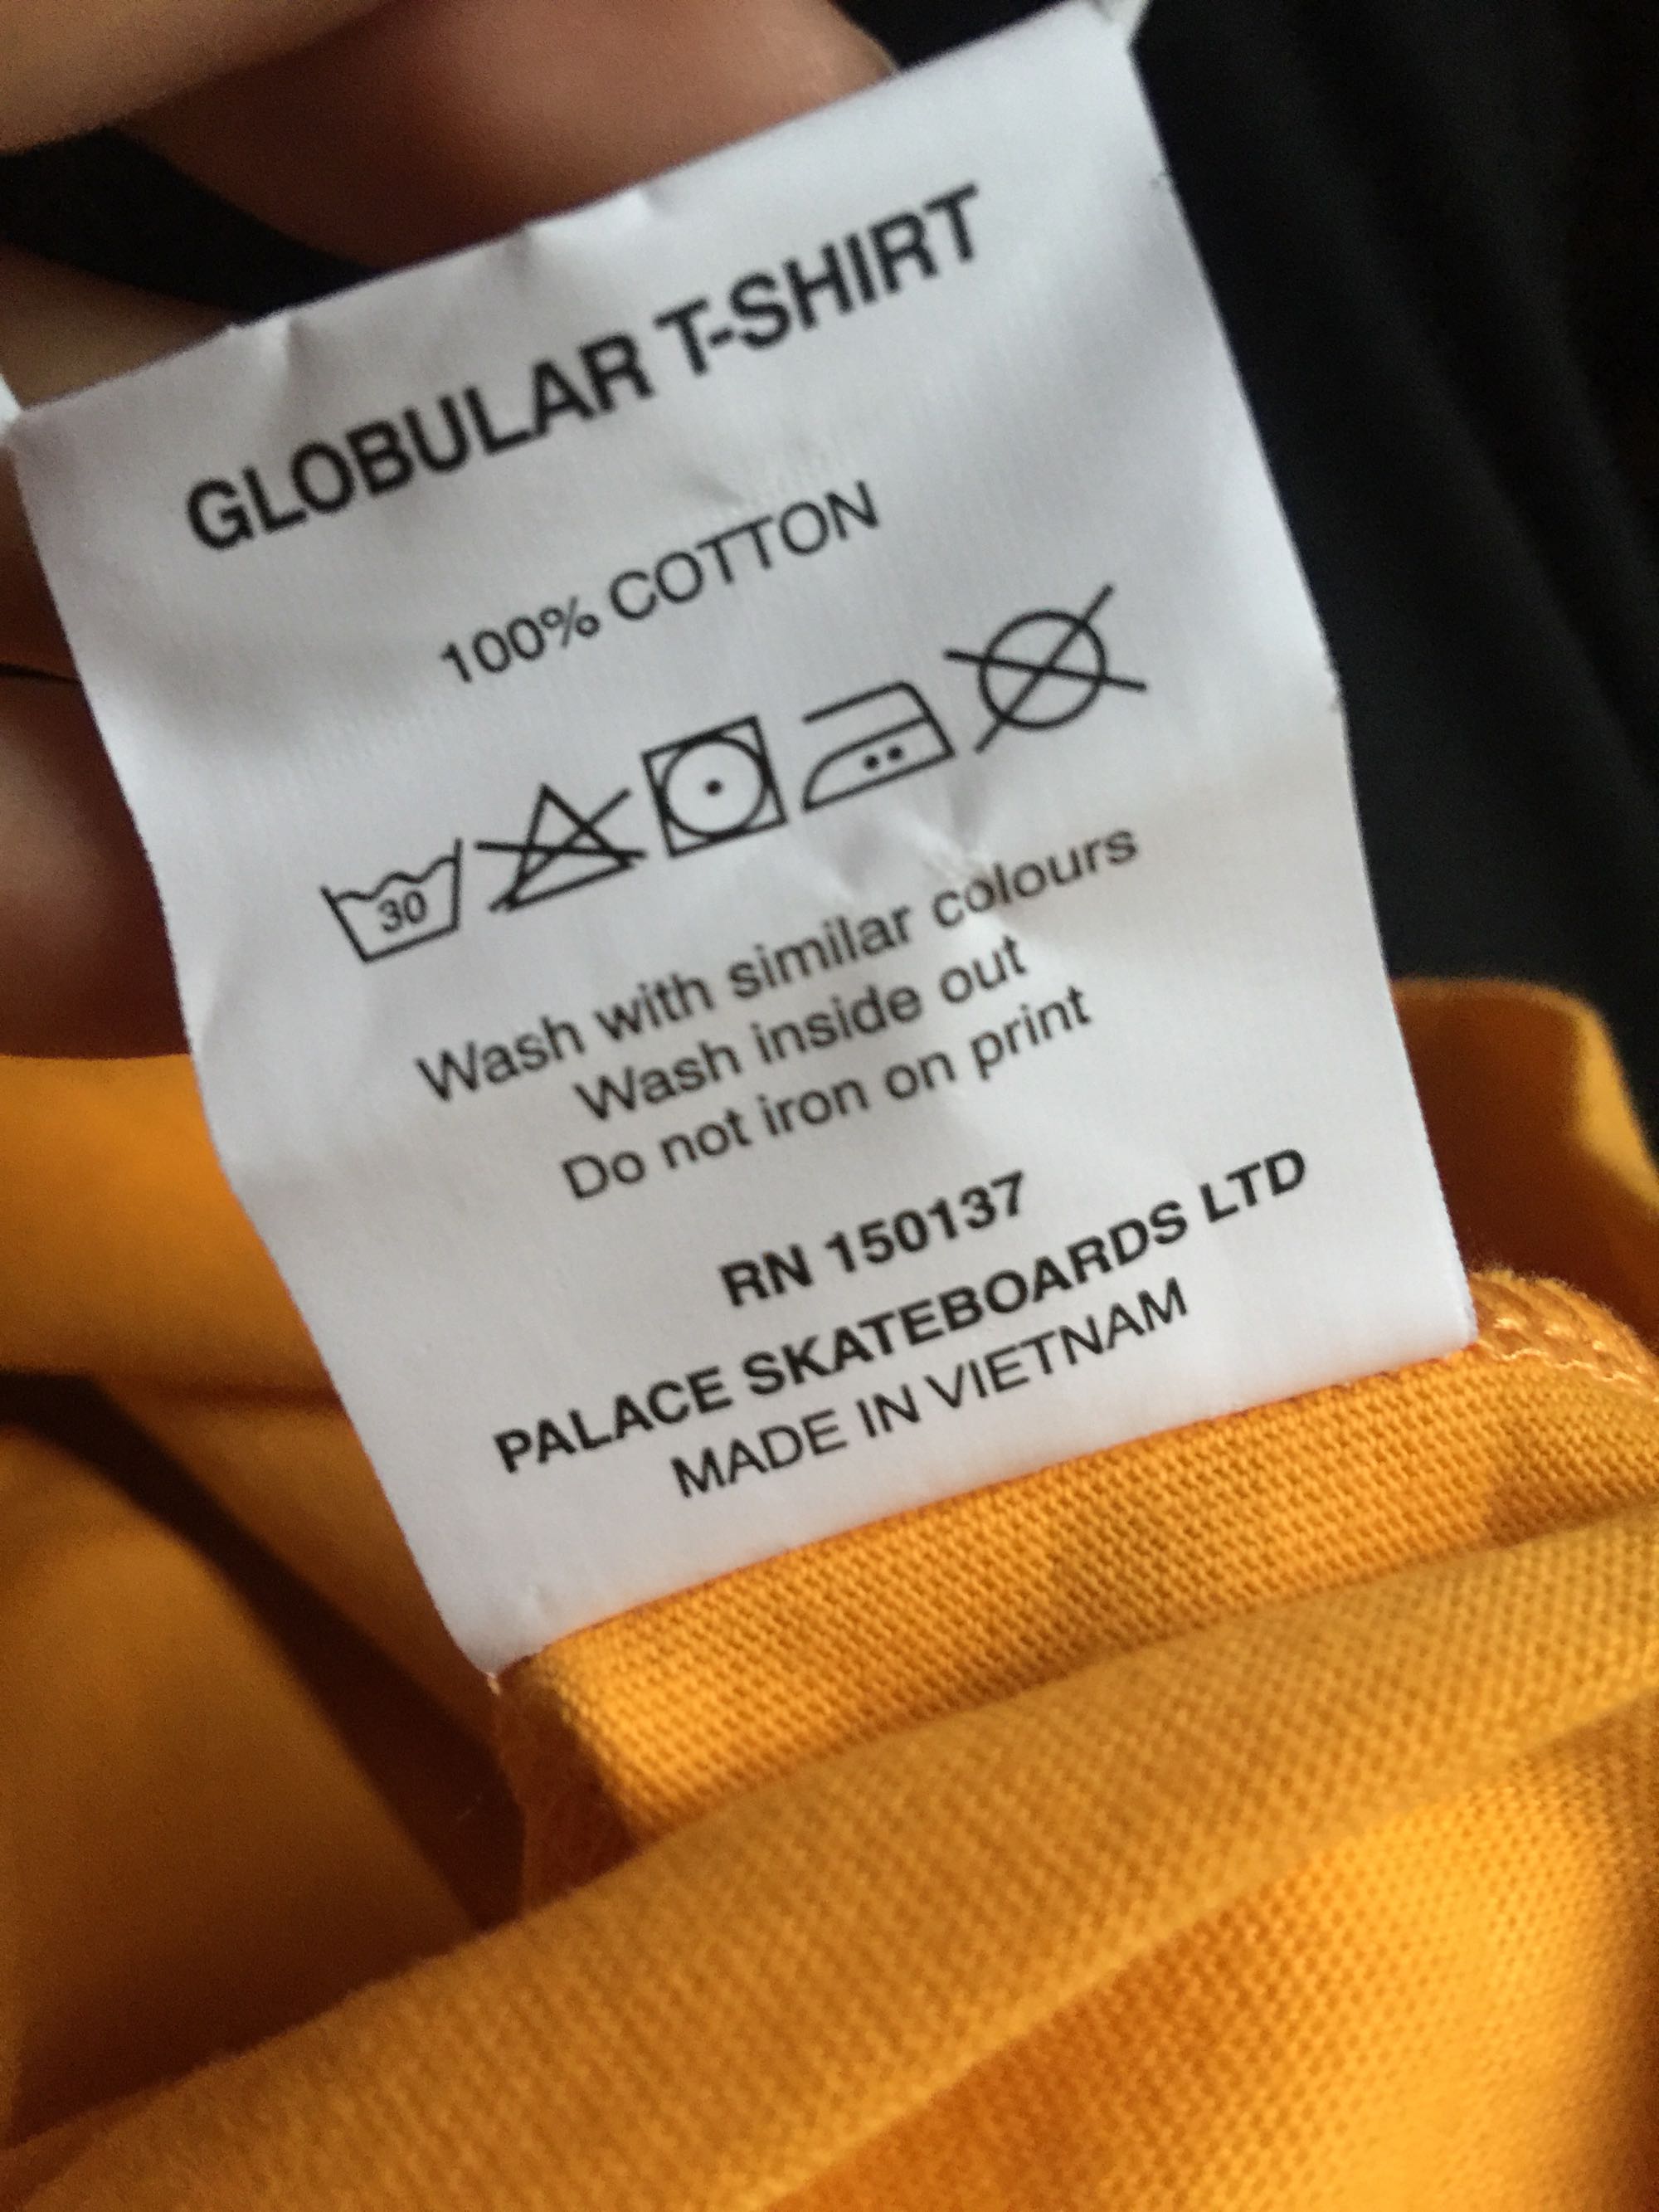 GLOBULAR T-SHIRT
100% COTTON
30
Wash with similar colours
Wash inside out
Do not iron on print
RN 150137
PALACE SKATEBOARDS LTD
MADE IN VIETNAM